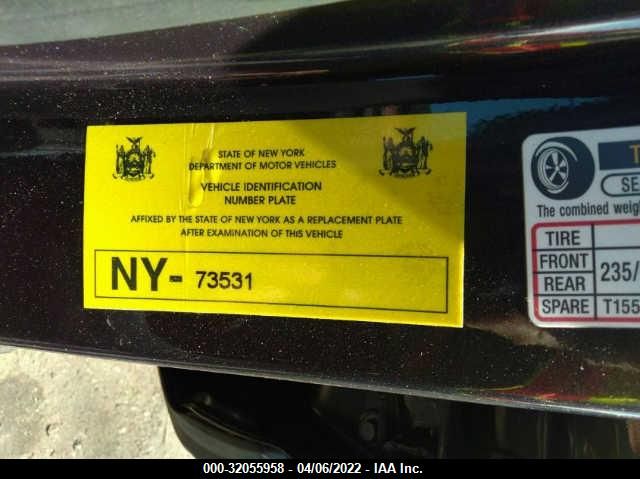 STATE OF NEW YORK
DEPARTMENT OF MOTOR VEHICLES
VEHICLE IDENTIFICATION
NUMBER PLATE
AFFIXED BY THE STATE OF NEW YORK AS A REPLACEMENT PLATE
AFTER EXAMINATION OF THIS VEHICLE
NY- 73531
The combined
TIRE
FRONT
REAR
235/
SPARE T155
000-32055958 - 04/06/2022 - IAA Inc.